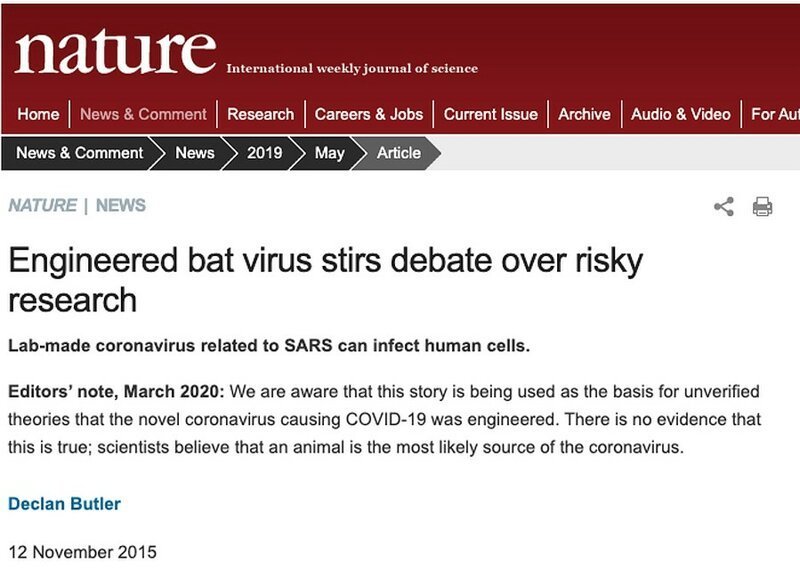 nature International weekly journal of science
Home News & Comment Research Careers & Jobs Current Issue Archive Audio & Video For Aut
News & Comment News 2019 May Article
NATURE | NEWS
Engineered bat virus stirs debate over risky
research
Lab-made coronavirus related to SARS can infect human cells.
Editors’ note, March 2020: We are aware that this story is being used as the basis for unverified
theories that the novel coronavirus causing COVID-19 was engineered. There is no evidence that
this is true; scientists believe that an animal is the most likely source of the coronavirus.
Declan Butler
12 November 2015